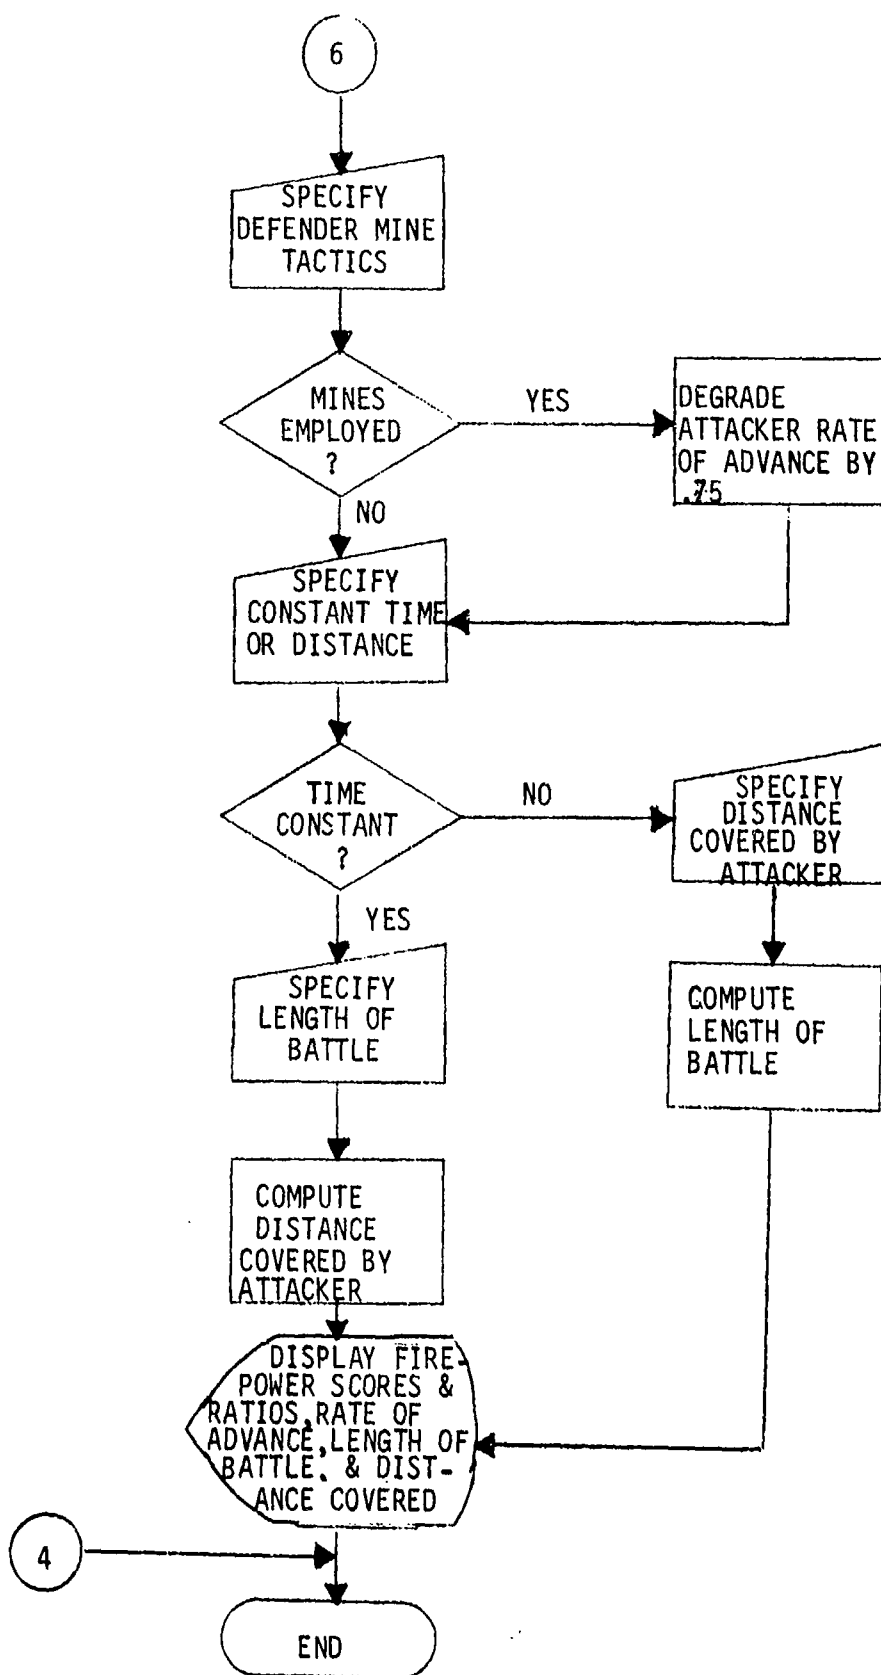 6
SPECIFY
DEFENDER MINE
TACTICS
MINES
EMPLOYED
?
YES
DEGRADE
ATTACKER RATE
OF ADVANCE BY
.75
NO
SPECIFY
CONSTANT TIME
OR DISTANCE
TIME
CONSTANT
?
NO
SPECIFY
DISTANCE
COVERED BY
ATTACKER
YES
SPECIFY
LENGTH OF
BATTLE
COMPUTE
LENGTH OF
BATTLE
COMPUTE
DISTANCE
COVERED BY
ATTACKER
DISPLAY FIRE-
POWER SCORES &
RATIOS,RATE OF
ADVANCE,LENGTH OF
BATTLE. & DIST-
ANCE COVERED
4
END